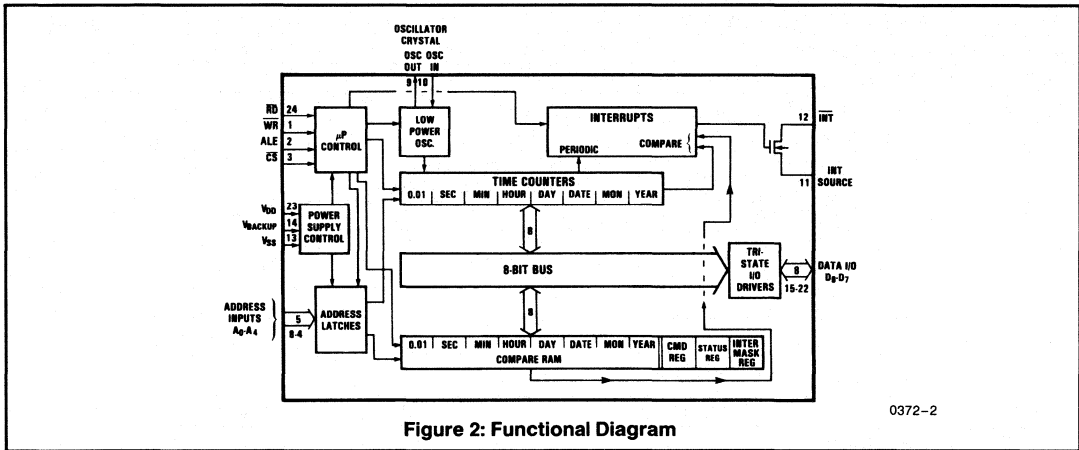 OSCILLATOR
CRYSTAL
OSC OSC
OUT IN
9 10
RD 24
WR 1
ALE 2
CS 3
μP
CONTROL
LOW
POWER
OSC.
INTERRUPTS
PERIODIC
COMPARE {
12 INT
11
INT
SOURCE
TIME COUNTERS
0.01 SEC MIN HOUR DAY DATE MON YEAR
VDD 23
VBACKUP 14
VSS 13
POWER
SUPPLY
CONTROL
8
8-BIT BUS
TRI-
STATE
I/O
DRIVERS
8
15-22
DATA I/O
D0-D7
ADDRESS
INPUTS
A0-A4
5
8-4
ADDRESS
LATCHES
8
0.01 SEC MIN HOUR DAY DATE MON YEAR
COMPARE RAM
CMD
REG
STATUS
REG
INTER
MASK
REG
0372-2
Figure 2: Functional Diagram